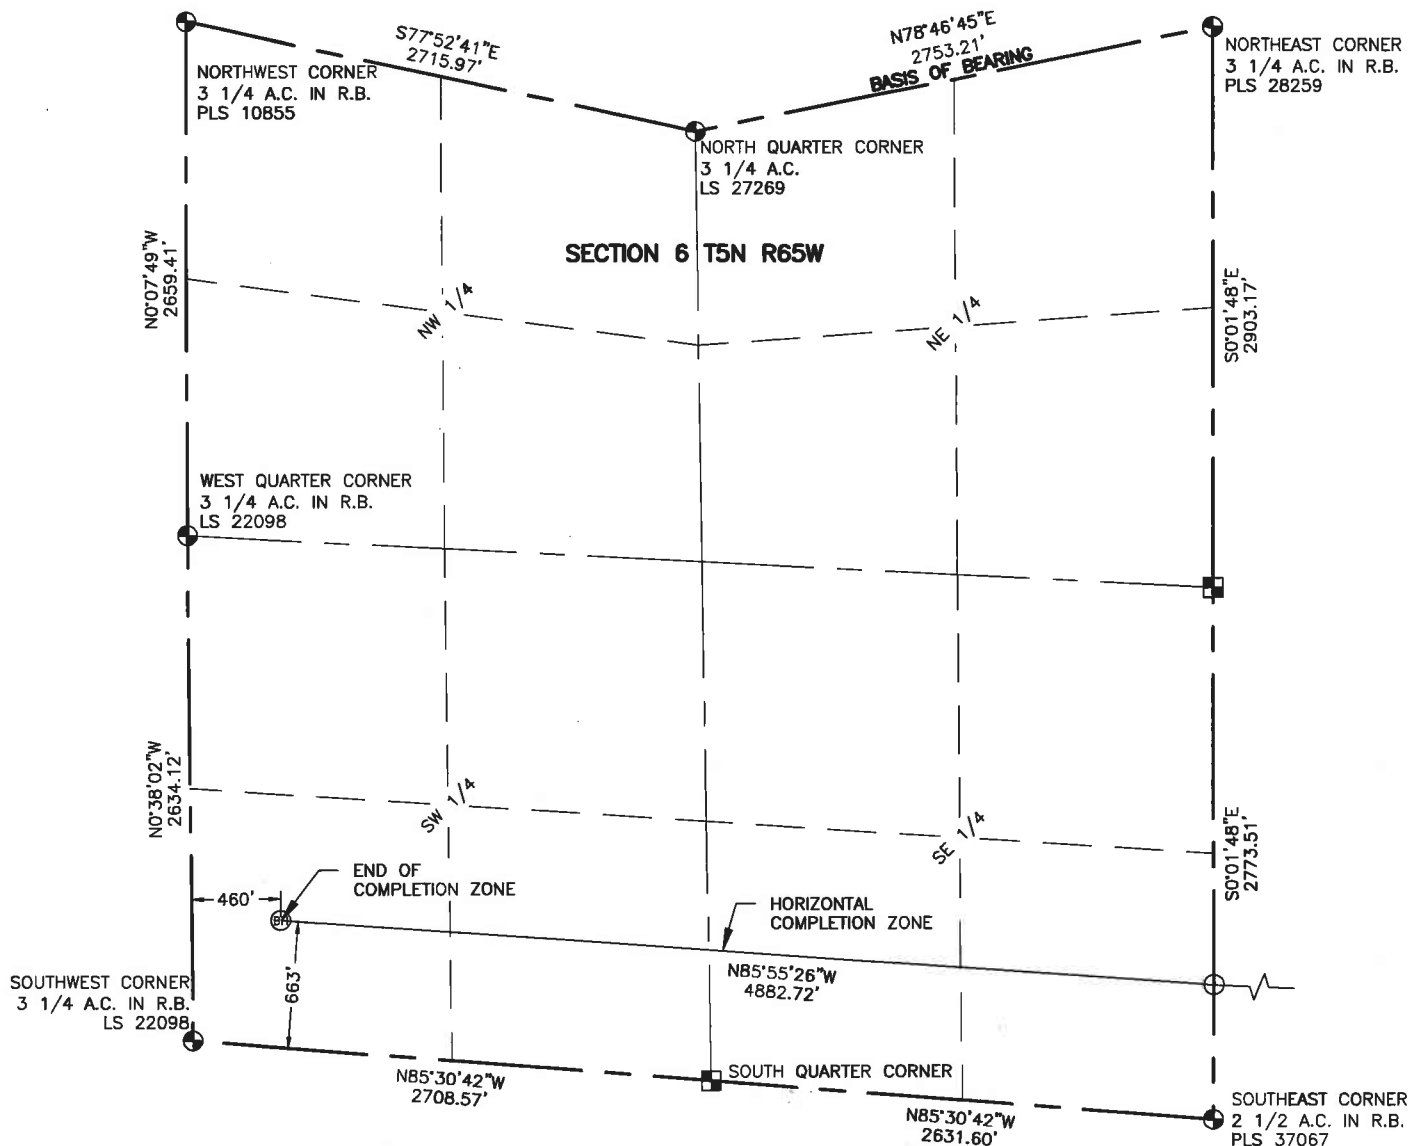 S77°52'41"E
2715.97'
N78°46'45"E
2753.21'
BASIS OF BEARING
NORTHWEST CORNER
3 1/4 A.C. IN R.B.
PLS 10855
NORTHEAST CORNER
3 1/4 A.C. IN R.B.
PLS 28259
NORTH QUARTER CORNER
3 1/4 A.C.
LS 27269
SECTION 6 T5N R65W
N0°07'49"W
2659.41'
NW 1/4
NE 1/4
S0°01'48"E
2903.17'
WEST QUARTER CORNER
3 1/4 A.C. IN R.B.
LS 22098
N0°38'02"W
2634.12'
SW 1/4
SE 1/4
S0°01'48"E
2773.51'
END OF
COMPLETION ZONE
460'
BH
HORIZONTAL
COMPLETION ZONE
663'
N85°55'26"W
4882.72'
SOUTHWEST CORNER
3 1/4 A.C. IN R.B.
LS 22098
N85°30'42"W
2708.57'
SOUTH QUARTER CORNER
N85°30'42"W
2631.60'
SOUTHEAST CORNER
2 1/2 A.C. IN R.B.
PLS 37067